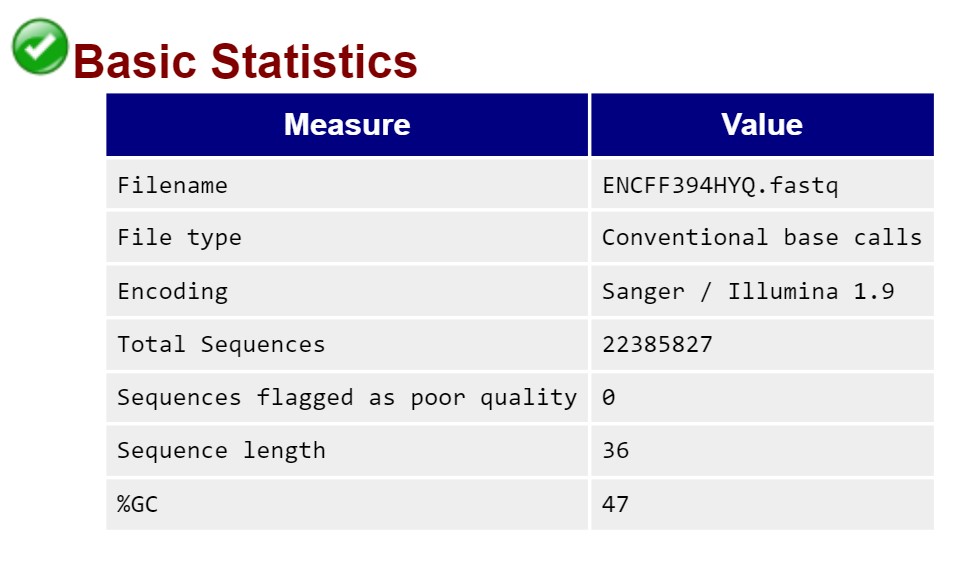 Basic Statistics
Measure Value
Filename ENCFF394HYQ.fastq
File type Conventional base calls
Encoding Sanger / Illumina 1.9
Total Sequences 22385827
Sequences flagged as poor quality 0
Sequence length 36
%GC 47